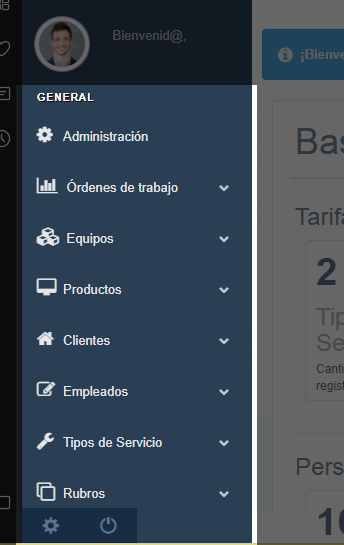 Bienvenid@,
¡Bienve
GENERAL
Administración
Órdenes de trabajo
Equipos
Productos
Clientes
Empleados
Tipos de Servicio
Rubros
Bas
Tarifa
2
Tip
Se
Canti
regist
Pers
10